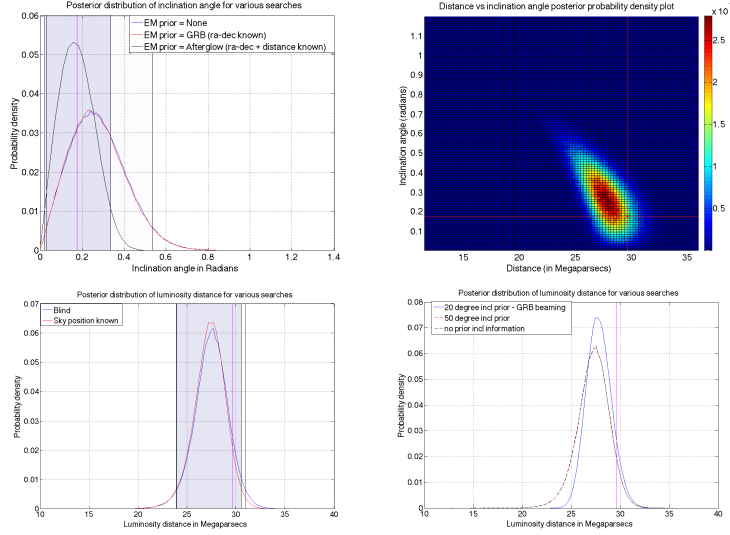 Posterior distribution of inclination angle for various searches
0.06
0.05
0.04
0.03
0.02
0.01
0
Probability density
EM prior = None
EM prior = GRB (ra-dec known)
EM prior = Afterglow (ra-dec + distance known)
0 0.2 0.4 0.6 0.8 1 1.2 1.4
Inclination angle in Radians
Distance vs inclination angle posterior probability density plot
1.1
1
0.9
0.8
0.7
0.6
0.5
0.4
0.3
0.2
0.1
Inclination angle (radians)
15 20 25 30 35
Distance (in Megaparsecs)
x 10
2.5
2
1.5
1
0.5
Posterior distribution of luminosity distance for various searches
0.07
0.06
0.05
0.04
0.03
0.02
0.01
0
Probability density
Blind
Sky position known
10 15 20 25 30 35 40
Luminosity distance in Megaparsecs
Posterior distribution of luminosity distance for various searches
0.08
0.07
0.06
0.05
0.04
0.03
0.02
0.01
0
Probability density
20 degree incl prior - GRB beaming
50 degree incl prior
no prior incl information
10 15 20 25 30 35 40
Luminosity distance in Megaparsecs